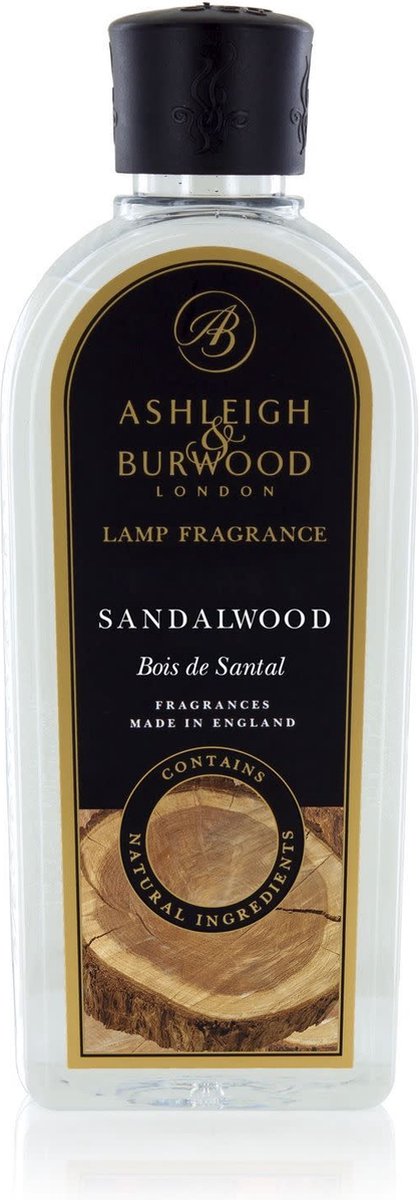 AB
ASHLEIGH
&
BURWOOD
LONDON
LAMP FRAGRANCE
SANDALWOOD
Bois de Santal
FRAGRANCES
MADE IN ENGLAND
CONTAINS
NATURAL INGREDIENTS